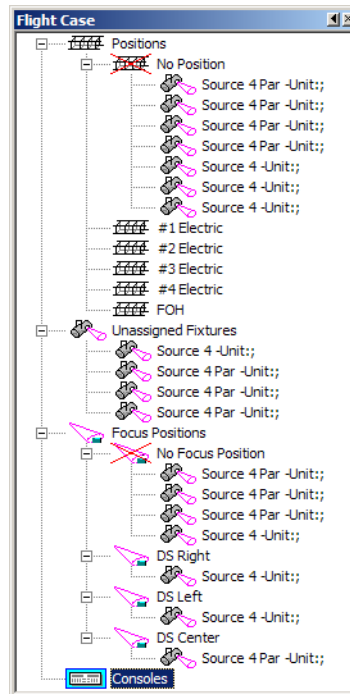 Flight Case
Positions
No Position
Source 4 Par -Unit:;
Source 4 Par -Unit:;
Source 4 Par -Unit:;
Source 4 Par -Unit:;
Source 4 -Unit:;
Source 4 -Unit:;
Source 4 -Unit:;
#1 Electric
#2 Electric
#3 Electric
#4 Electric
FOH
Unassigned Fixtures
Source 4 -Unit:;
Source 4 Par -Unit:;
Source 4 Par -Unit:;
Source 4 Par -Unit:;
Focus Positions
No Focus Position
Source 4 Par -Unit:;
Source 4 Par -Unit:;
Source 4 Par -Unit:;
Source 4 -Unit:;
DS Right
Source 4 -Unit:;
DS Left
Source 4 -Unit:;
DS Center
Source 4 Par -Unit:;
Consoles